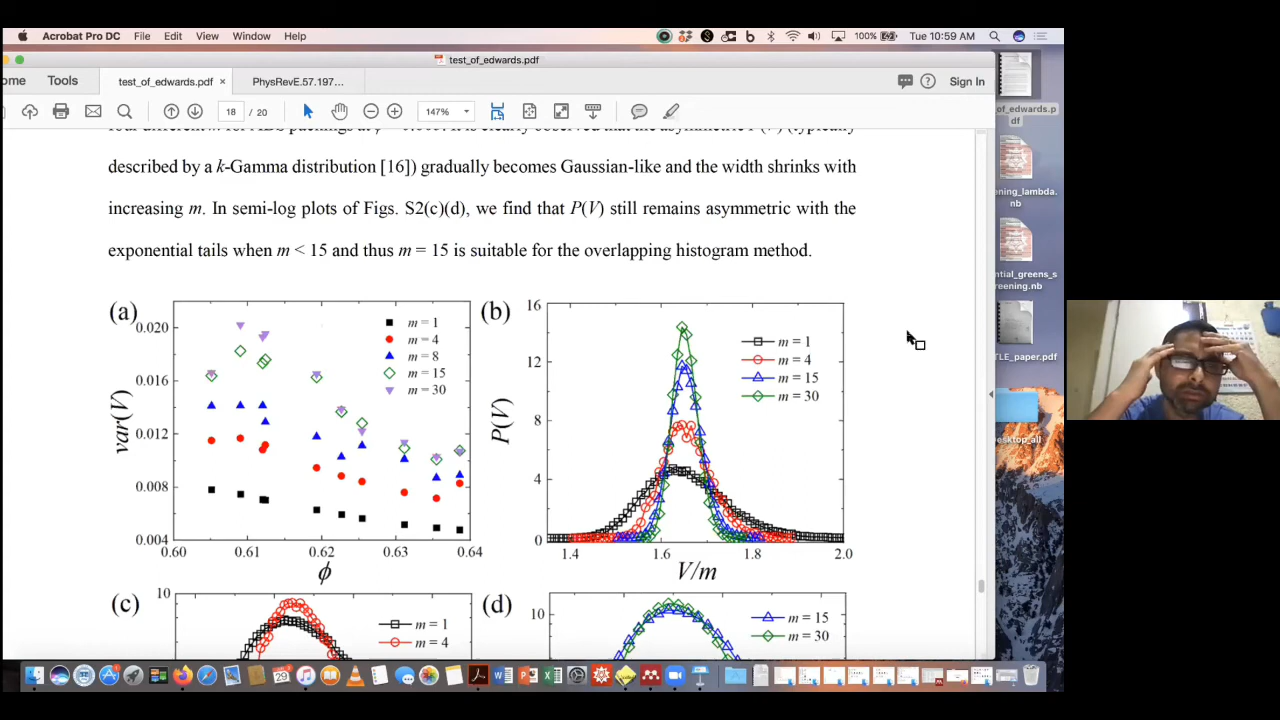 Acrobat Pro DC File Edit View Window Help
100% Tue 10:59 AM
test_of_edwards.pdf
ome Tools test_of_edwards.pdf × PhysRevE.57.197... Sign In
18 / 20 147%
described by a k-Gamma distribution [16]) gradually becomes Gaussian-like and the width shrinks with
increasing m. In semi-log plots of Figs. S2(c)(d), we find that P(V) still remains asymmetric with the
exponential tails when m < 15 and thus m = 15 is suitable for the overlapping histogram method.
(a)
var(V)
0.020
0.016
0.012
0.008
0.004
0.60 0.61 0.62 0.63 0.64
ϕ
m = 1
m = 4
m = 8
m = 15
m = 30
(b)
P(V)
16
12
8
4
0
1.4 1.6 1.8 2.0
V/m
m = 1
m = 4
m = 15
m = 30
(c)
10
m = 1
m = 4
(d)
10
m = 15
m = 30
of_edwards.p
df
ening_lambda.
nb
ential_greens_s
reening.nb
TLE_paper.pdf
Desktop_all